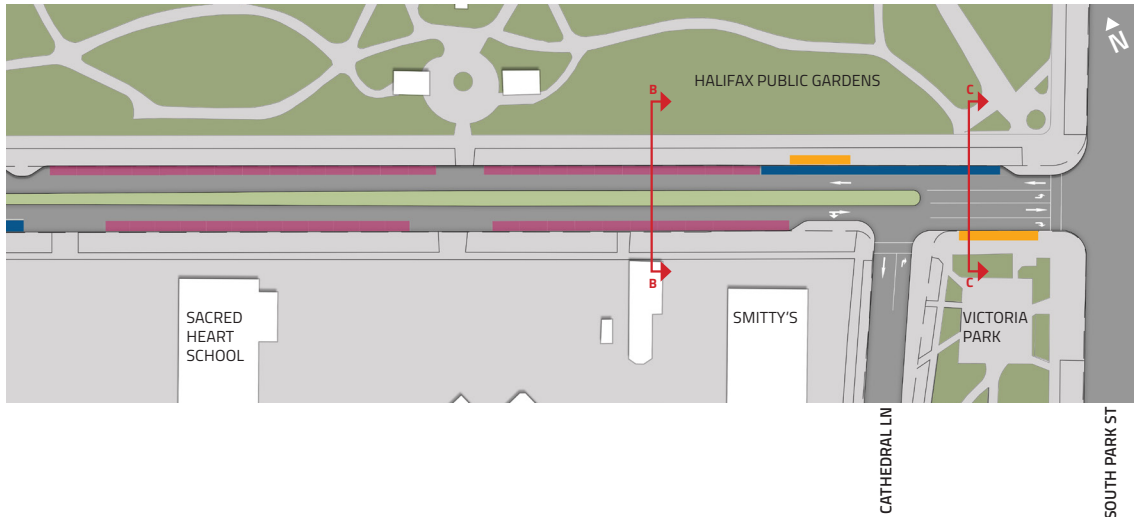 N
HALIFAX PUBLIC GARDENS
B
C
B
C
SACRED
HEART
SCHOOL
SMITTY'S
VICTORIA
PARK
CATHEDRAL LN
SOUTH PARK ST